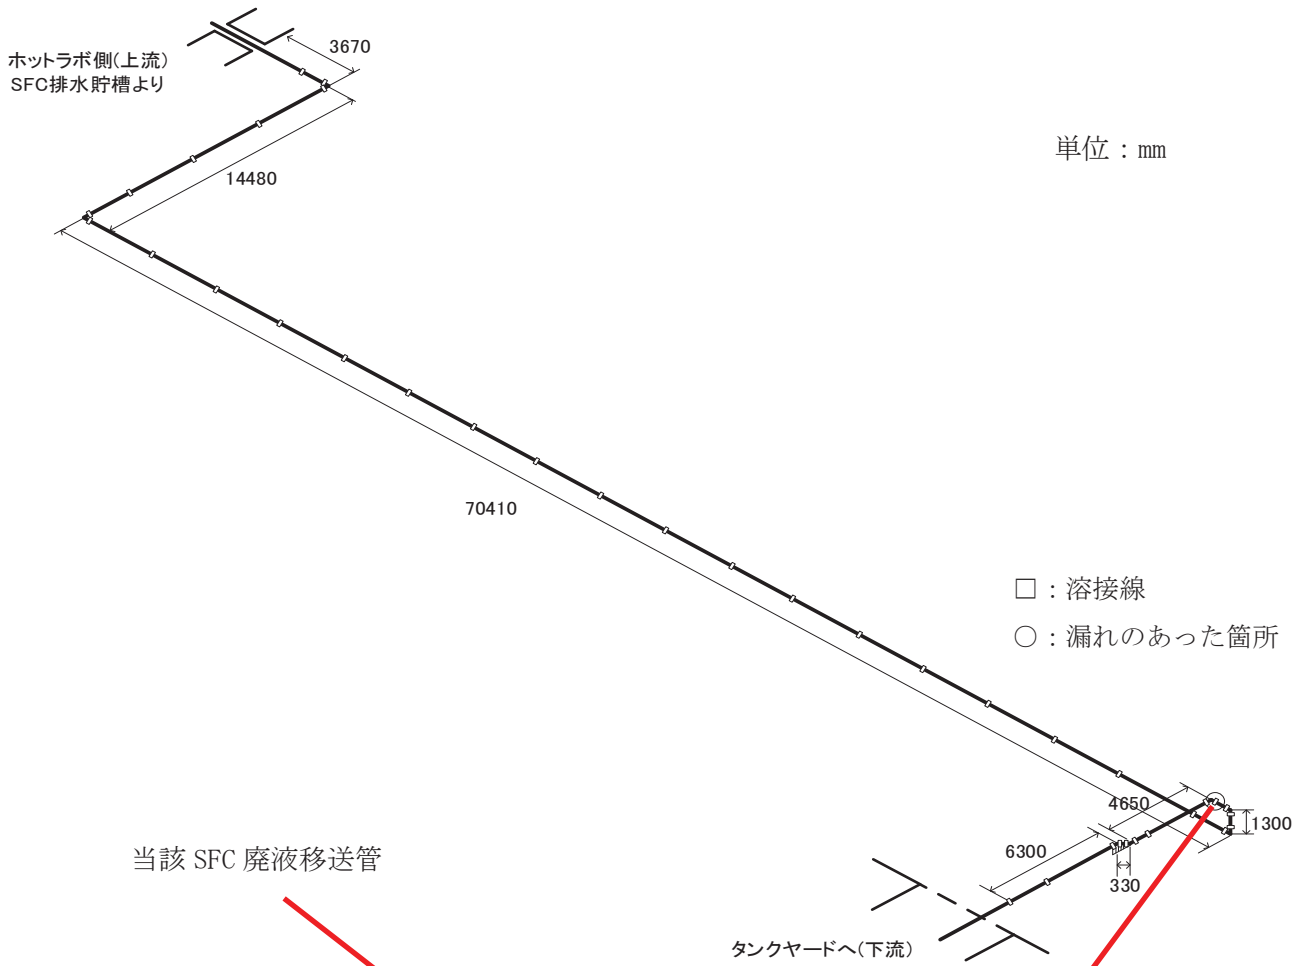 ホットラボ側(上流)
SFC排水貯槽より
3670
単位：mm
14480
70410
□：溶接線
○：漏れのあった箇所
4650
1300
6300
330
当該 SFC 廃液移送管
タンクヤードへ(下流)